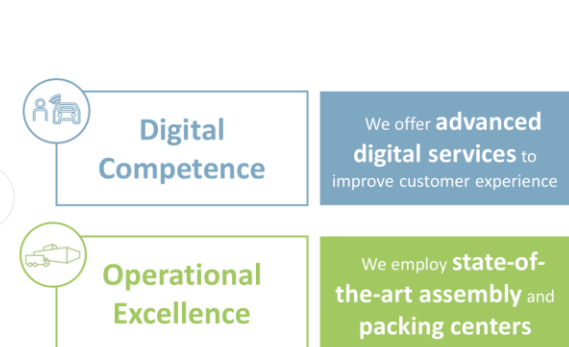 Digital
Competence
We offer advanced
digital services to
improve customer experience
Operational
Excellence
We employ state-of-
the-art assembly and
packing centers